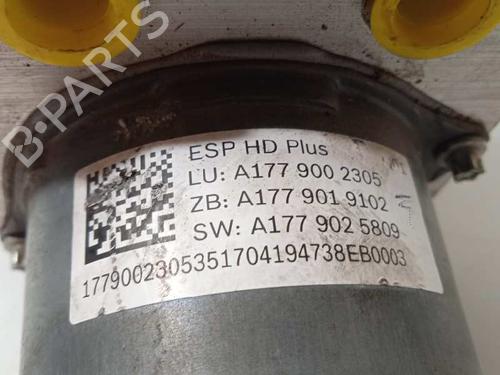 B-PARTS
ESP HD Plus
LU: A177 900 2305
ZB: A177 901 9102
SW: A177 902 5809
1779002305351704194738EB0003